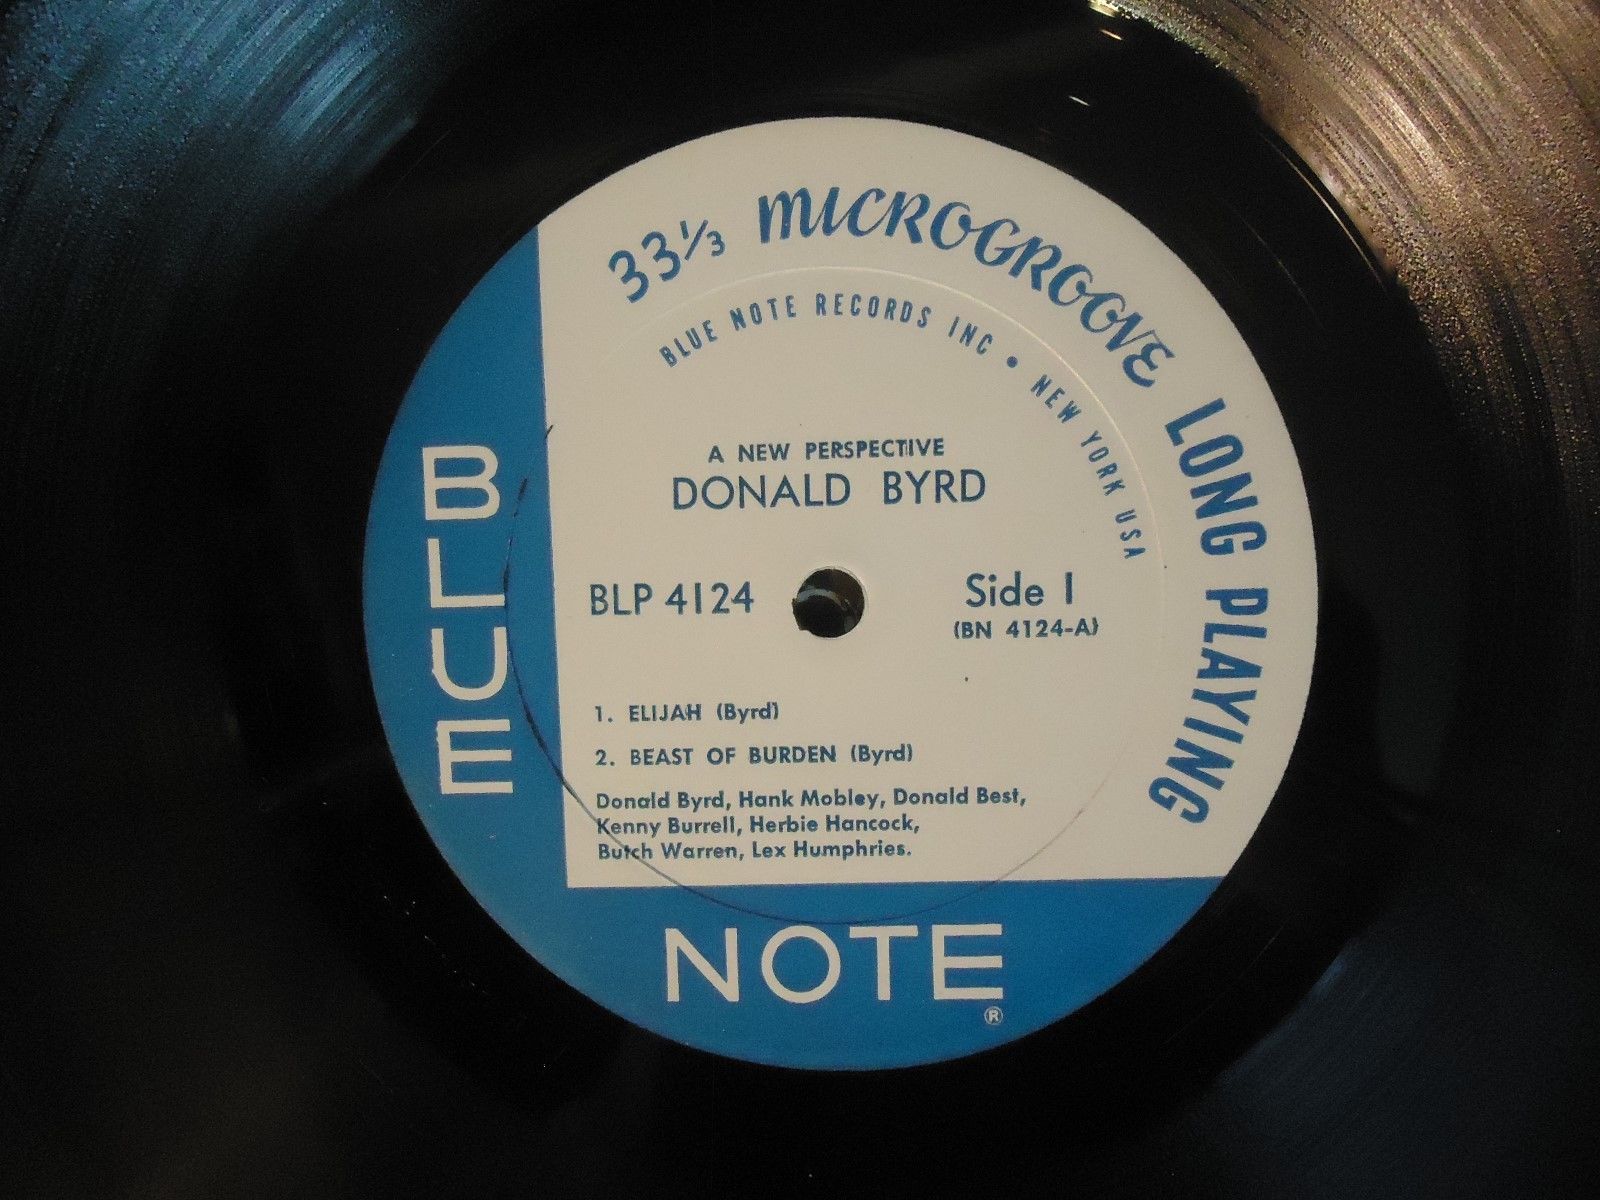 33⅓ MICROGROOVE LONG PLAYING
BLUE NOTE RECORDS INC • NEW YORK USA
A NEW PERSPECTIVE
DONALD BYRD
BLP 4124
Side 1
(BN 4124-A)
1. ELIJAH (Byrd)
2. BEAST OF BURDEN (Byrd)
Donald Byrd, Hank Mobley, Donald Best,
Kenny Burrell, Herbie Hancock,
Butch Warren, Lex Humphries.
BLUE
NOTE ®